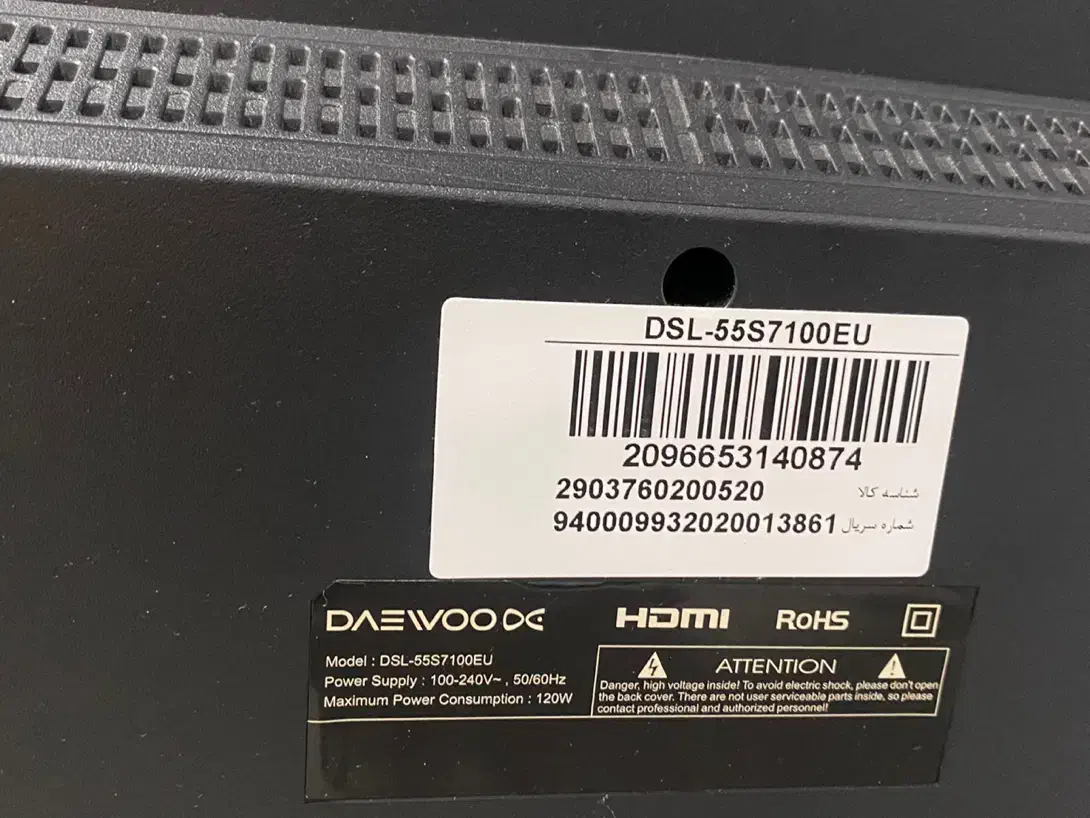 DSL-55S7100EU
2096653140874
2903760200520 شناسه کالا
940009932020013861 شماره سریال
DAEWOO HDMI RoHS
Model : DSL-55S7100EU
Power Supply : 100-240V~ , 50/60Hz
Maximum Power Consumption : 120W
ATTENTION
Danger, high voltage inside! To avoid electric shock, please don't open
the back cover. There are not user serviceable parts inside, so please
contact professional and authorized personnel!